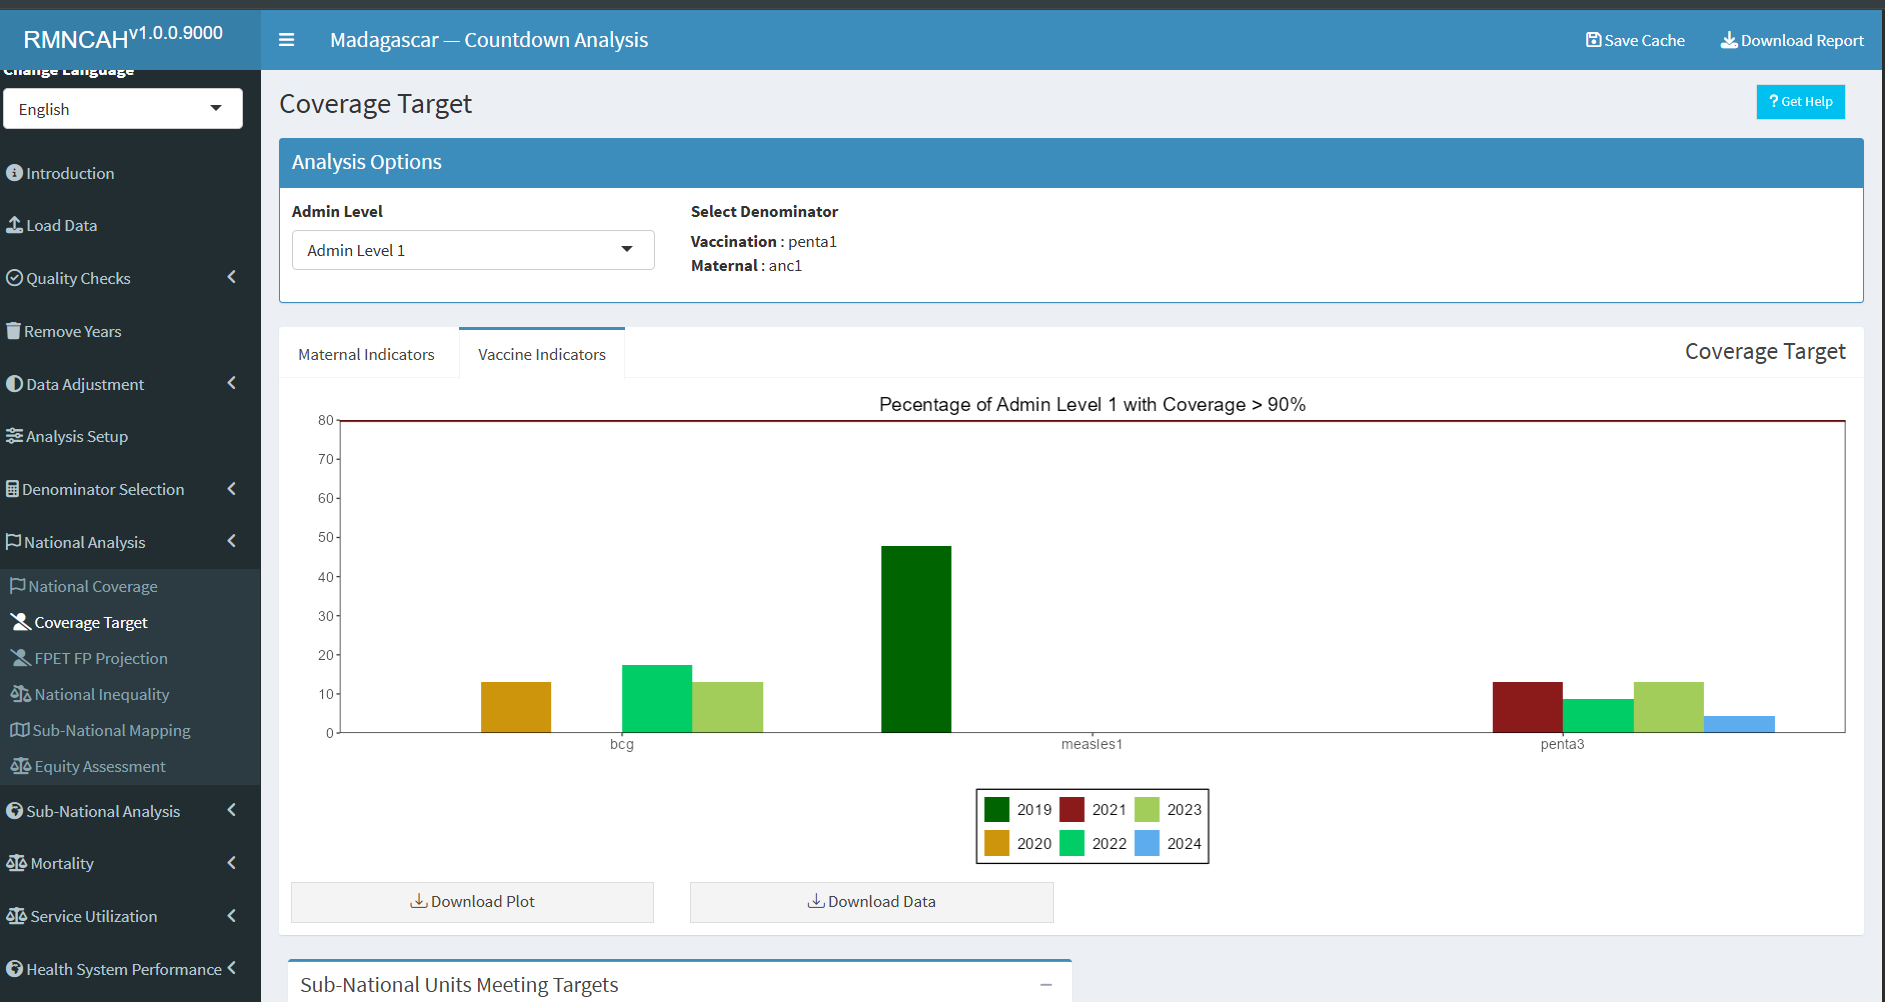 RMNCAHv1.0.0.9000
Madagascar — Countdown Analysis
Save Cache
Download Report
Change Language
English
Introduction
Load Data
Quality Checks
Remove Years
Data Adjustment
Analysis Setup
Denominator Selection
National Analysis
National Coverage
Coverage Target
FPET FP Projection
National Inequality
Sub-National Mapping
Equity Assessment
Sub-National Analysis
Mortality
Service Utilization
Health System Performance
Coverage Target
? Get Help
Analysis Options
Admin Level
Admin Level 1
Select Denominator
Vaccination : penta1
Maternal : anc1
Maternal Indicators
Vaccine Indicators
Coverage Target
Pecentage of Admin Level 1 with Coverage > 90%
80
70
60
50
40
30
20
10
0
bcg
measles1
penta3
2019
2021
2023
2020
2022
2024
Download Plot
Download Data
Sub-National Units Meeting Targets